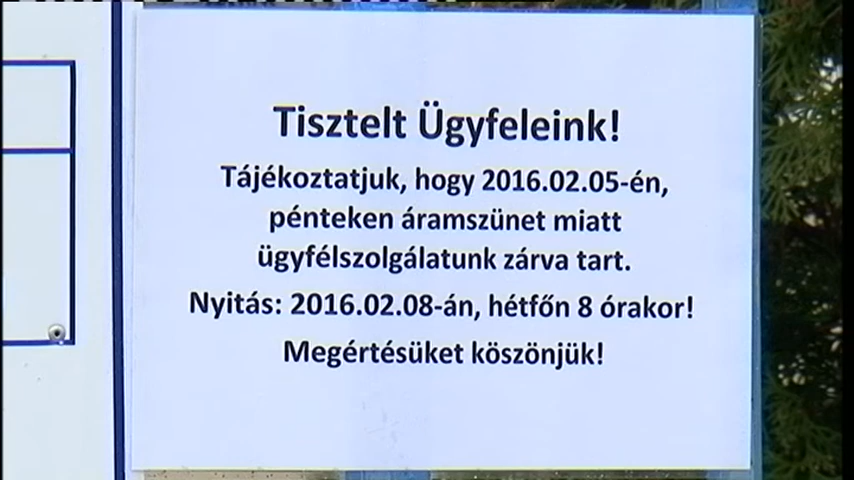 Tisztelt Ügyfeleink!
Tájékoztatjuk, hogy 2016.02.05-én,
pénteken áramszünet miatt
ügyfélszolgálatunk zárva tart.
Nyitás: 2016.02.08-án, hétfőn 8 órakor!
Megértésüket köszönjük!